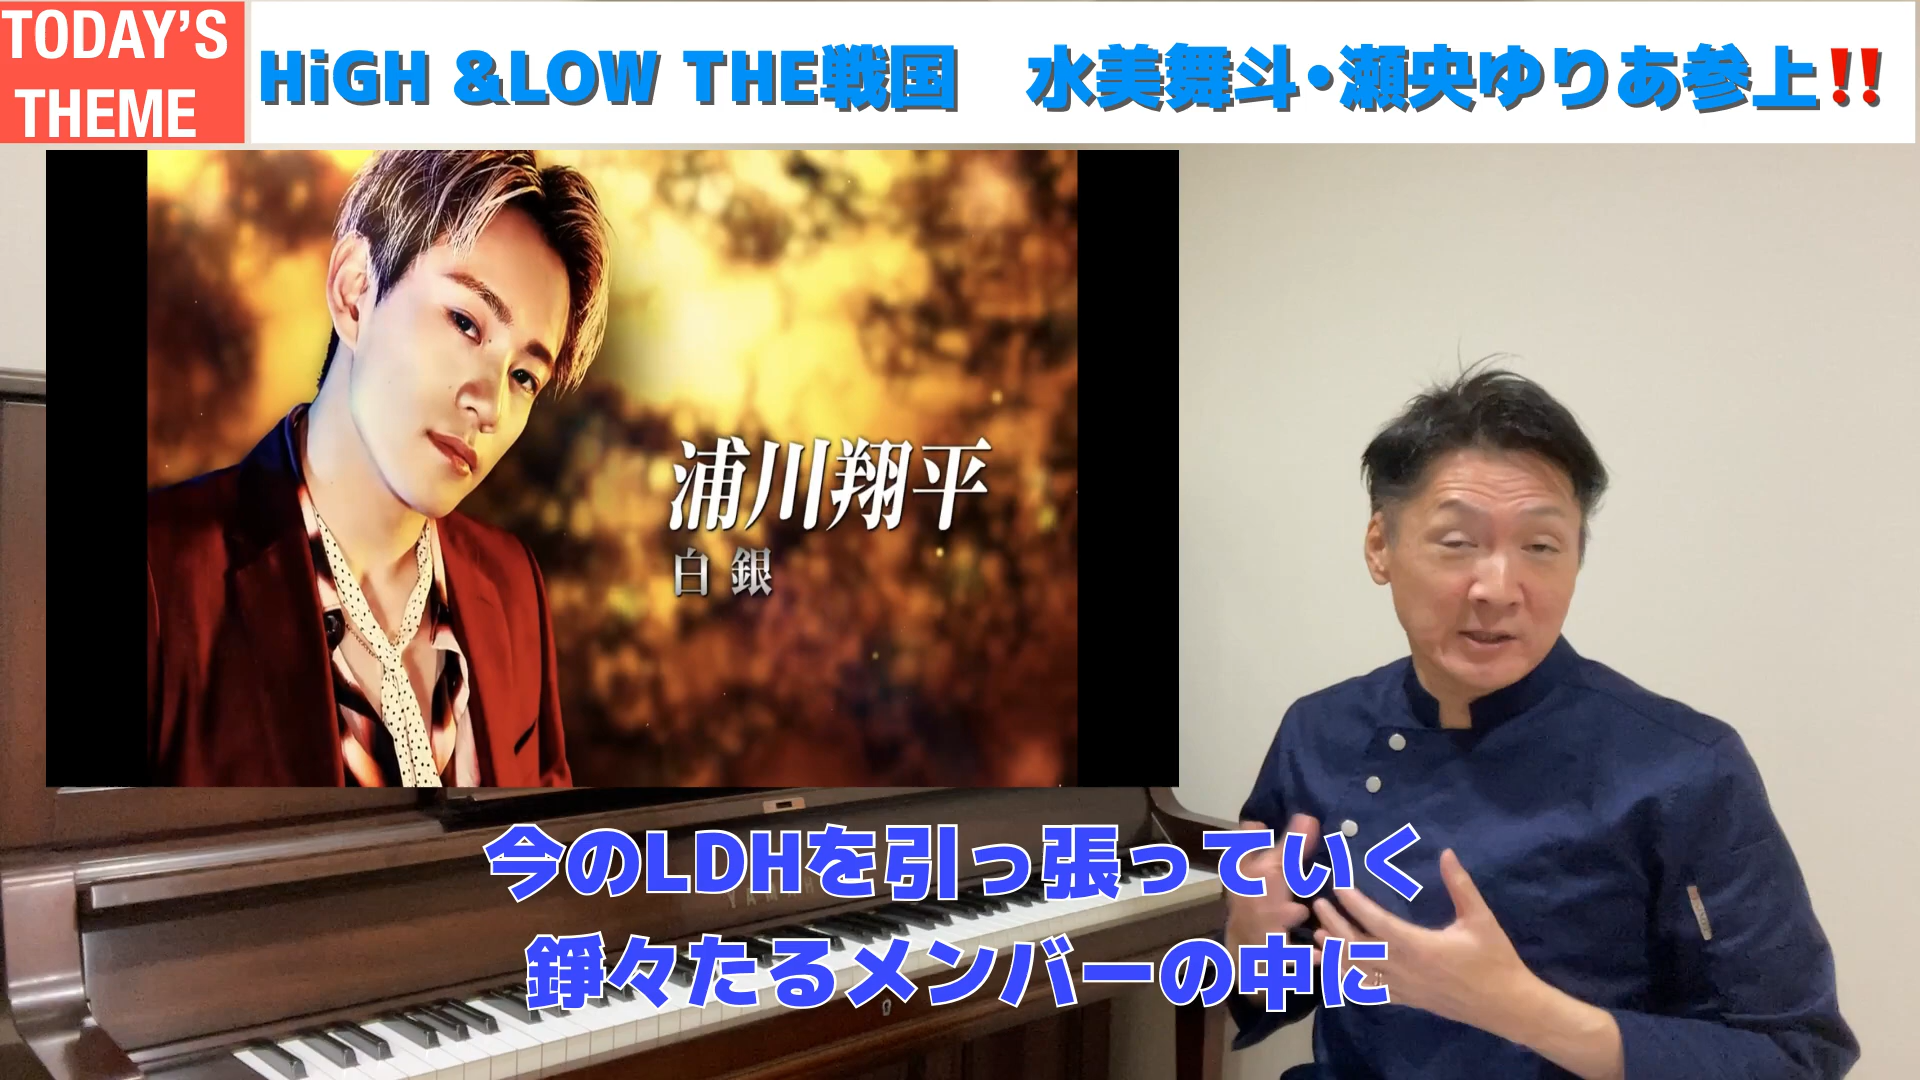 TODAY'S
THEME
HiGH &LOW THE戦国　水美舞斗・瀬央ゆりあ参上‼
浦川翔平
白銀
YAMAH
今のLDHを引っ張っていく
錚々たるメンバーの中に